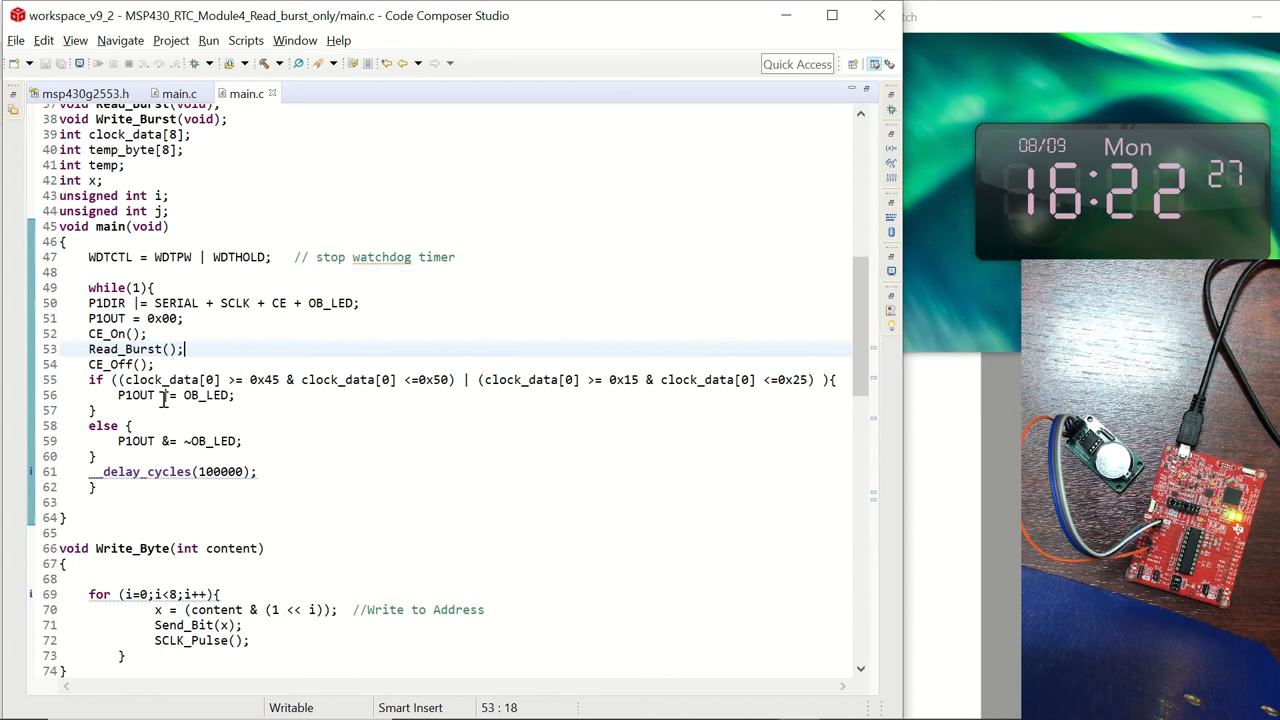 workspace_v9_2 - MSP430_RTC_Module4_Read_burst_only/main.c - Code Composer Studio
tch
File Edit View Navigate Project Run Scripts Window Help
Quick Access
msp430g2553.h main.c main.c
37 void Read_Burst(void);
38 void Write_Burst(void);
39 int clock_data[8];
40 int temp_byte[8];
41 int temp;
42 int x;
43 unsigned int i;
44 unsigned int j;
45 void main(void)
46 {
47 WDTCTL = WDTPW | WDTHOLD; // stop watchdog timer
48
49 while(1){
50 P1DIR |= SERIAL + SCLK + CE + OB_LED;
51 P1OUT = 0x00;
52 CE_On();
53 Read_Burst();
54 CE_Off();
55 if ((clock_data[0] >= 0x45 & clock_data[0] <=0x50) | (clock_data[0] >= 0x15 & clock_data[0] <=0x25) ){
56 P1OUT |= OB_LED;
57 }
58 else {
59 P1OUT &= ~OB_LED;
60 }
61 __delay_cycles(100000);
62 }
63
64 }
65
66 void Write_Byte(int content)
67 {
68
69 for (i=0;i<8;i++){
70 x = (content & (1 << i)); //Write to Address
71 Send_Bit(x);
72 SCLK_Pulse();
73 }
74 }
Writable Smart Insert 53 : 18
08/09 Mon
16:22 27